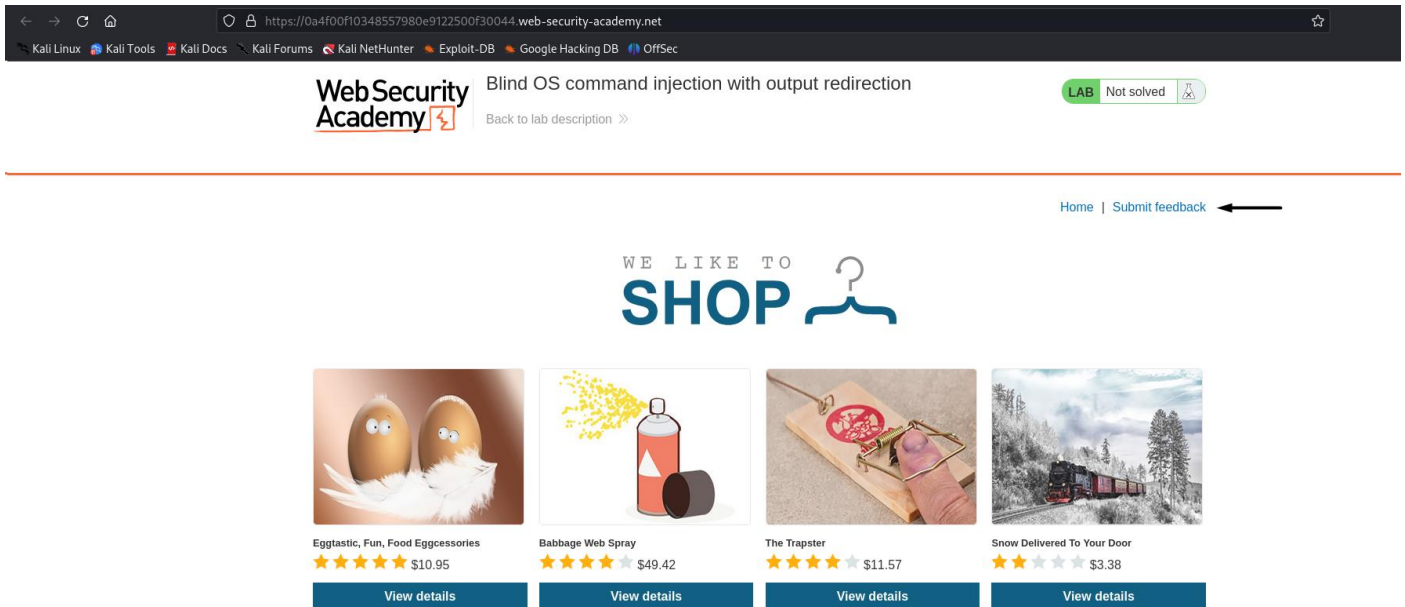 https://0a4f00f10348557980e9122500f30044.web-security-academy.net
Kali Linux Kali Tools Kali Docs Kali Forums Kali NetHunter Exploit-DB Google Hacking DB OffSec
Web Security Academy
Blind OS command injection with output redirection
Back to lab description
LAB Not solved
Home | Submit feedback
WE LIKE TO
SHOP
Eggtastic, Fun, Food Eggcessories
$10.95
View details
Babbage Web Spray
$49.42
View details
The Trapster
$11.57
View details
Snow Delivered To Your Door
$3.38
View details